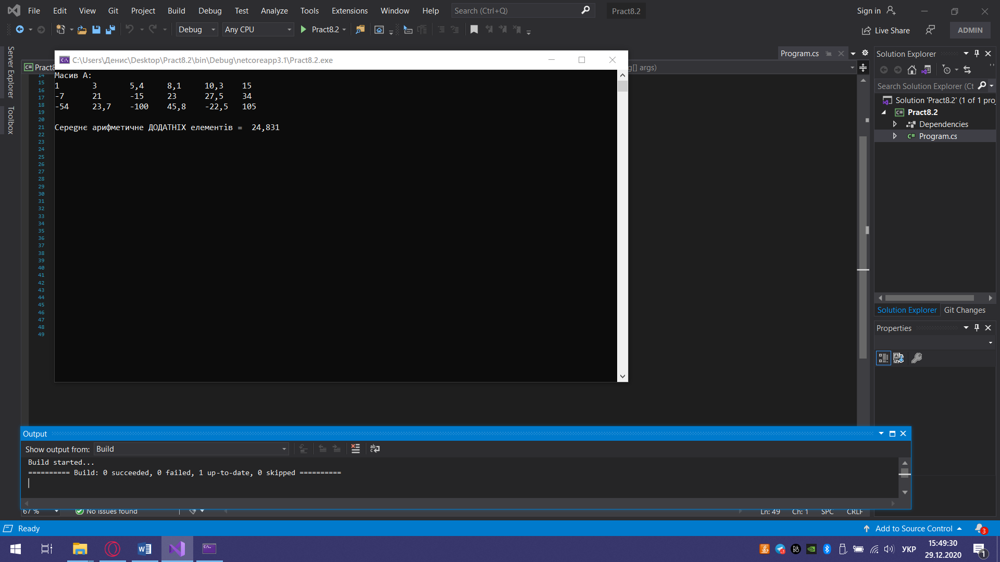 File Edit View Git Project Build Debug Test Analyze Tools Extensions Window Help Search (Ctrl+Q) Pract8.2 Sign in
Debug Any CPU Pract8.2 Live Share ADMIN
Server Explorer
Toolbox
C:\Users\Денис\Desktop\Pract8.2\bin\Debug\netcoreapp3.1\Pract8.2.exe
Масив А:
1 3 5,4 8,1 10,3 15
-7 21 -15 23 27,5 34
-54 23,7 -100 45,8 -22,5 105
Середнє арифметичне ДОДАТНІХ елементів = 24,831
Program.cs
g[] args)
C# Pract8
14
15
16
17
18
19
20
21
22
23
24
25
26
27
28
29
30
31
32
33
34
35
36
37
38
39
40
41
42
43
44
45
46
47
48
49
Solution Explorer
Search Solution Explorer (Ct
Solution 'Pract8.2' (1 of 1 proj
C# Pract8.2
Dependencies
C# Program.cs
Solution Explorer Git Changes
Properties
Output
Show output from: Build
Build started...
========== Build: 0 succeeded, 0 failed, 1 up-to-date, 0 skipped ==========
67 % No issues found Ln: 49 Ch: 1 SPC CRLF
Ready Add to Source Control 3
УКР 15:49:30
29.12.2020 1